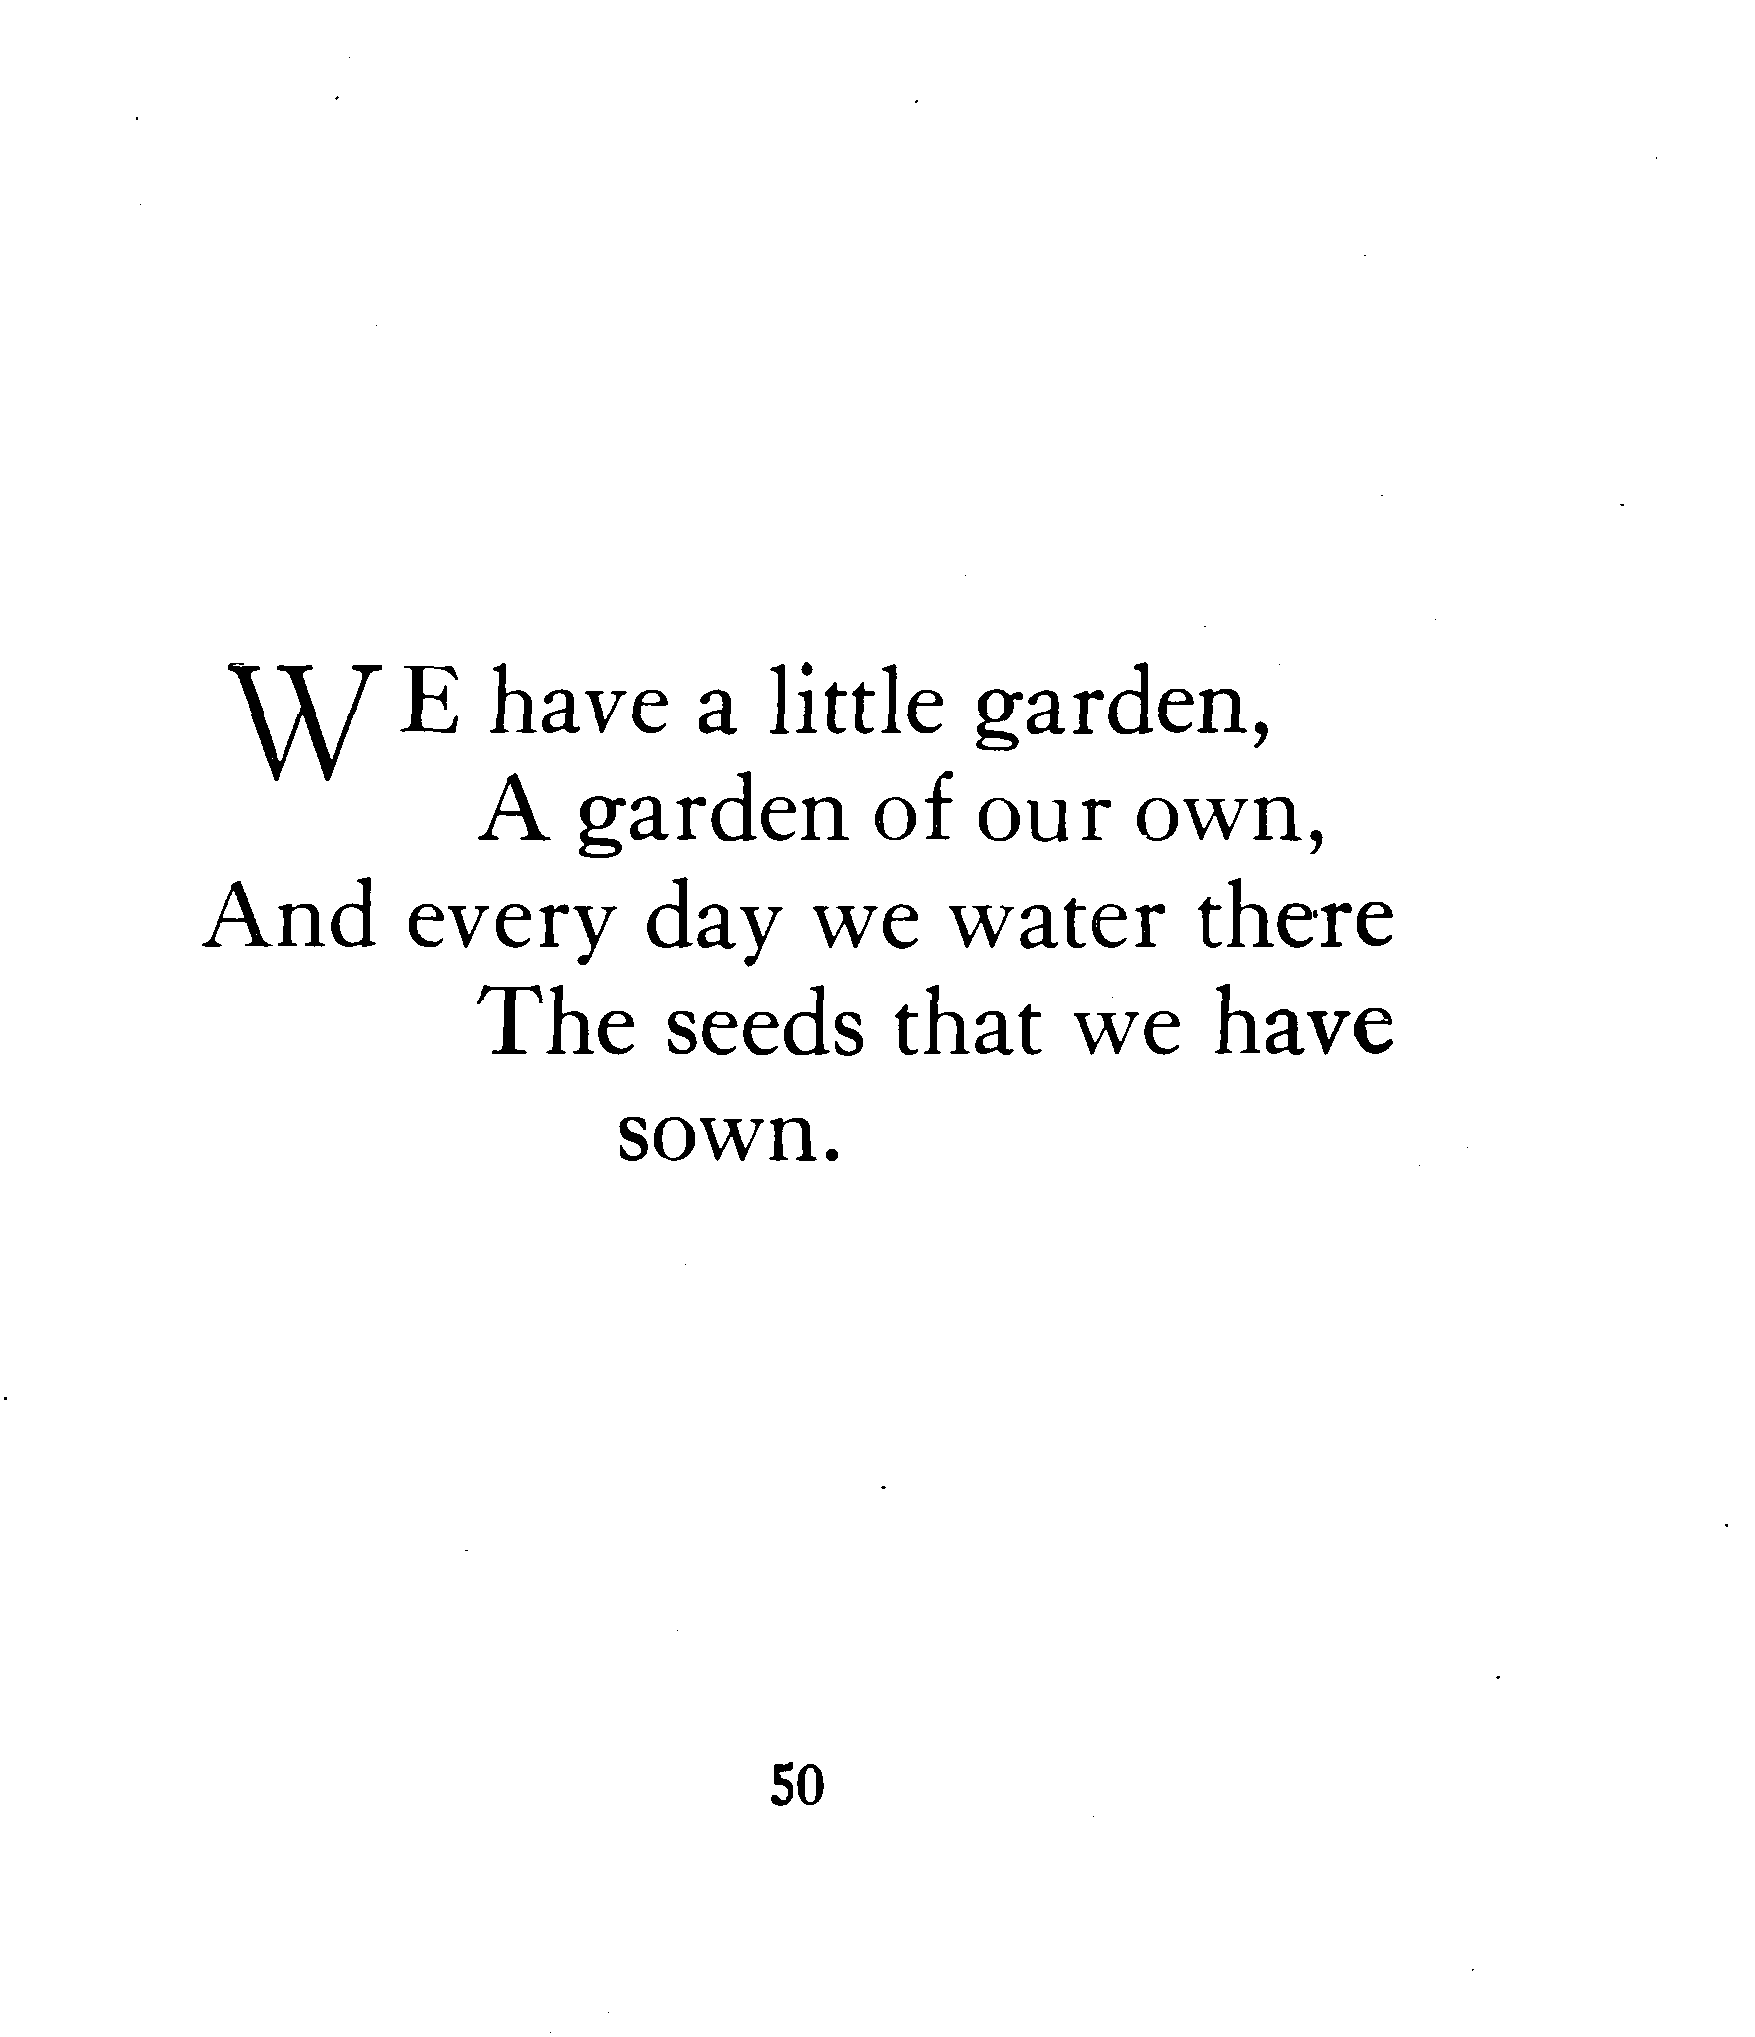 WE have a little garden,
A garden of our own,
And every day we water there
The seeds that we have
sown.
50